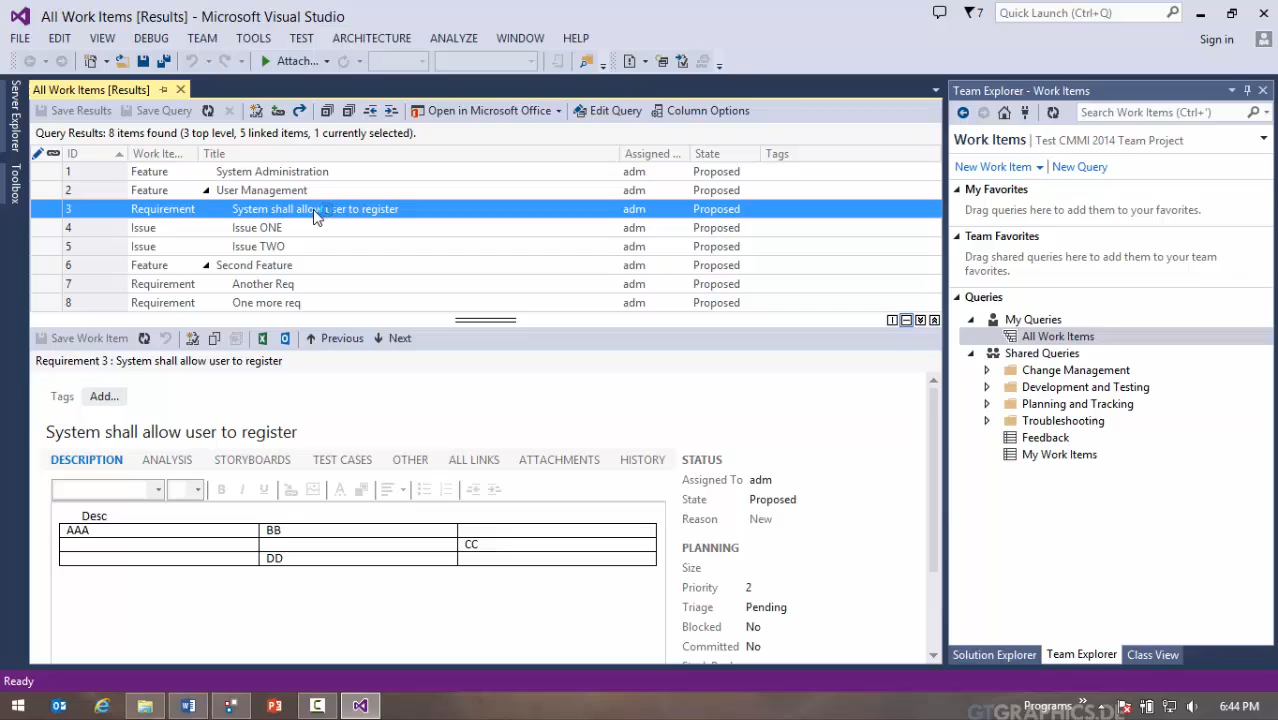 All Work Items [Results] - Microsoft Visual Studio
7
Quick Launch (Ctrl+Q)
FILE EDIT VIEW DEBUG TEAM TOOLS TEST ARCHITECTURE ANALYZE WINDOW HELP
Sign in
Attach...
Server Explorer
Toolbox
All Work Items [Results]
Save Results Save Query Open in Microsoft Office Edit Query Column Options
Query Results: 8 items found (3 top level, 5 linked items, 1 currently selected).
ID Work Ite... Title Assigned ... State Tags
1 Feature System Administration adm Proposed
2 Feature User Management adm Proposed
3 Requirement System shall allow user to register adm Proposed
4 Issue Issue ONE adm Proposed
5 Issue Issue TWO adm Proposed
6 Feature Second Feature adm Proposed
7 Requirement Another Req adm Proposed
8 Requirement One more req adm Proposed
Save Work Item Previous Next
Requirement 3 : System shall allow user to register
Tags Add...
System shall allow user to register
DESCRIPTION ANALYSIS STORYBOARDS TEST CASES OTHER ALL LINKS ATTACHMENTS HISTORY
B I U A
Desc
AAA BB
CC
DD
STATUS
Assigned To adm
State Proposed
Reason New
PLANNING
Size
Priority 2
Triage Pending
Blocked No
Committed No
Team Explorer - Work Items
Search Work Items (Ctrl+')
Work Items | Test CMMI 2014 Team Project
New Work Item | New Query
My Favorites
Drag queries here to add them to your favorites.
Team Favorites
Drag shared queries here to add them to your team
favorites.
Queries
My Queries
All Work Items
Shared Queries
Change Management
Development and Testing
Planning and Tracking
Troubleshooting
Feedback
My Work Items
Solution Explorer Team Explorer Class View
Ready
Programs
6:44 PM